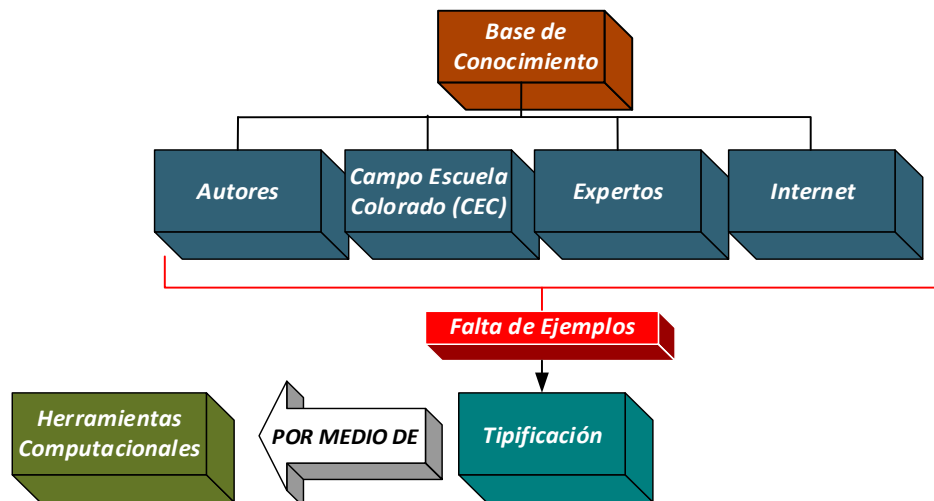 Base de
Conocimiento
Autores
Campo Escuela
Colorado (CEC)
Expertos
Internet
Falta de Ejemplos
Herramientas
Computacionales
POR MEDIO DE
Tipificación